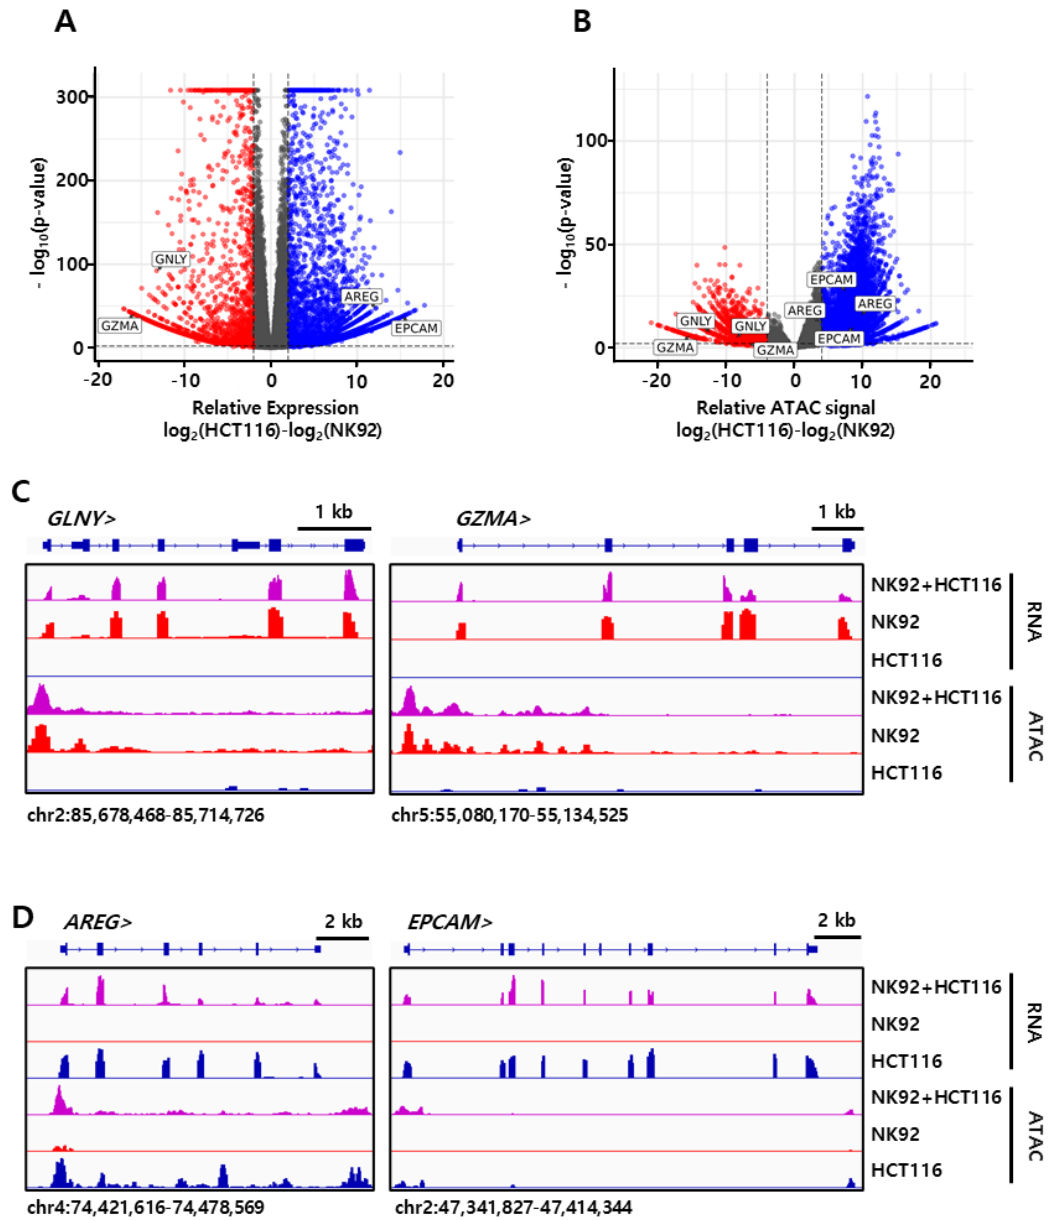 A
B
- log10(p-value)
300
200
100
0
GNLY
GZMA
AREG
EPCAM
-20
-10
0
10
20
Relative Expression
log2(HCT116)-log2(NK92)
- log10(p-value)
100
50
0
EPCAM
AREG
AREG
GNLY
GNLY
EPCAM
GZMA
GZMA
-20
-10
0
10
20
Relative ATAC signal
log2(HCT116)-log2(NK92)
C
GLNY>
1 kb
GZMA>
1 kb
NK92+HCT116
NK92
HCT116
RNA
NK92+HCT116
NK92
HCT116
ATAC
chr2:85,678,468-85,714,726
chr5:55,080,170-55,134,525
D
AREG>
2 kb
EPCAM>
2 kb
NK92+HCT116
NK92
HCT116
RNA
NK92+HCT116
NK92
HCT116
ATAC
chr4:74,421,616-74,478,569
chr2:47,341,827-47,414,344